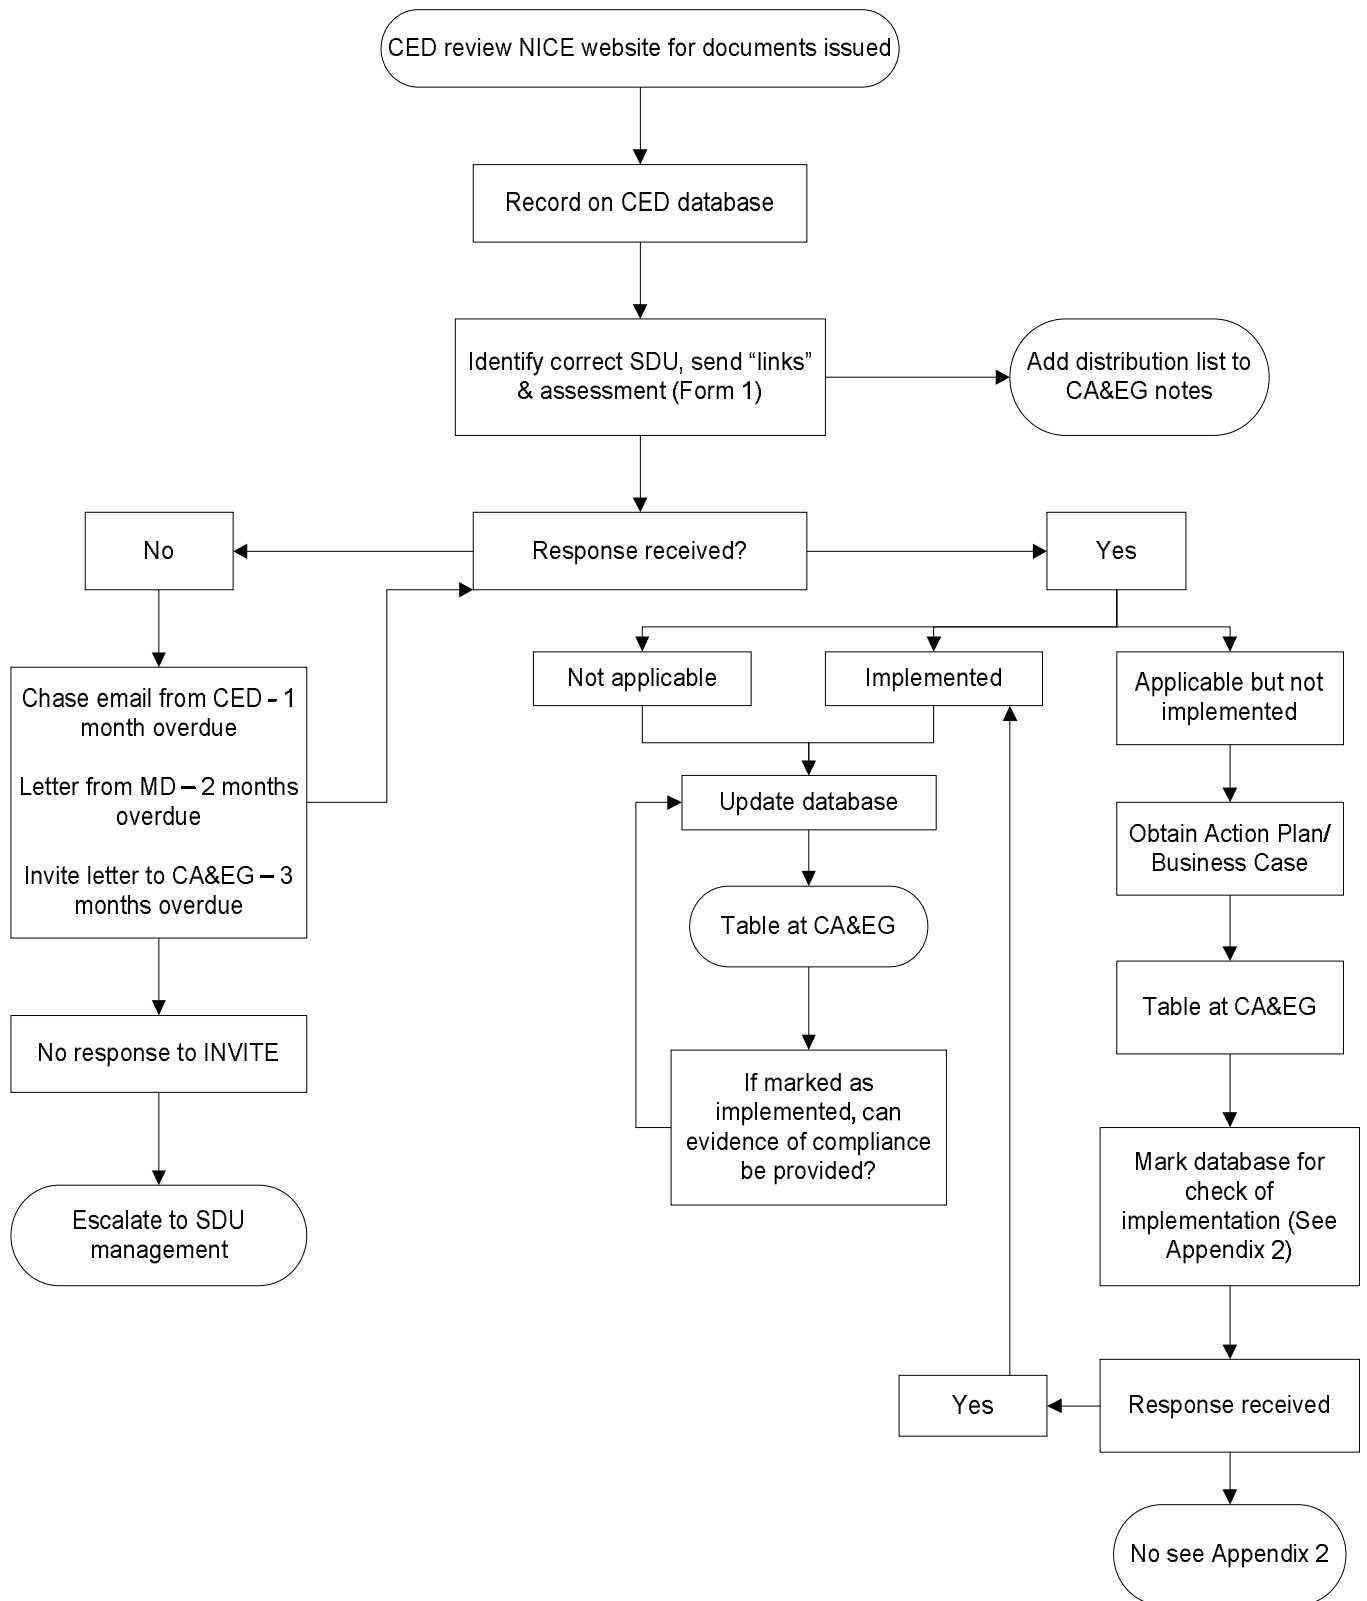 CED review NICE website for documents issued
Record on CED database
Identify correct SDU, send “links”
& assessment (Form 1)
Add distribution list to
CA&EG notes
No
Response received?
Yes
Chase email from CED - 1
month overdue
Letter from MD – 2 months
overdue
Invite letter to CA&EG – 3
months overdue
No response to INVITE
Escalate to SDU
management
Not applicable
Implemented
Applicable but not
implemented
Update database
Table at CA&EG
If marked as
implemented, can
evidence of compliance
be provided?
Obtain Action Plan/
Business Case
Table at CA&EG
Mark database for
check of
implementation (See
Appendix 2)
Yes
Response received
No see Appendix 2